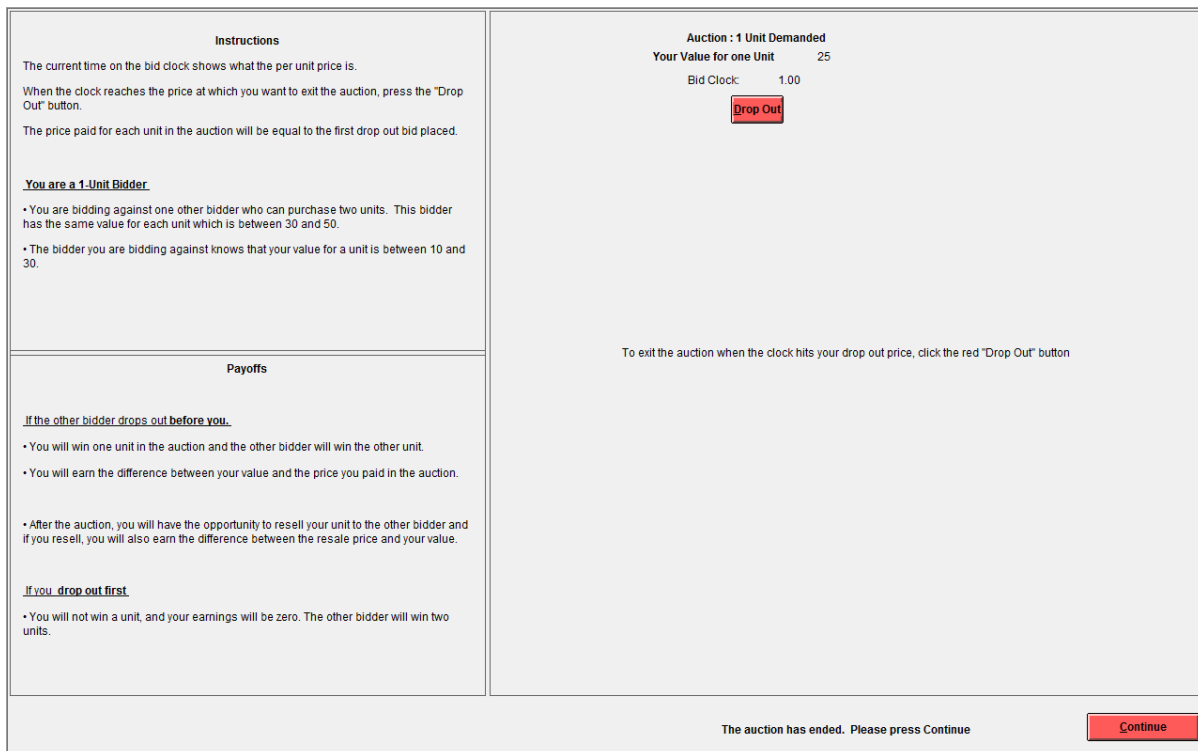 Instructions
The current time on the bid clock shows what the per unit price is.
When the clock reaches the price at which you want to exit the auction, press the "Drop
Out" button.
The price paid for each unit in the auction will be equal to the first drop out bid placed.
You are a 1-Unit Bidder
• You are bidding against one other bidder who can purchase two units. This bidder
has the same value for each unit which is between 30 and 50.
• The bidder you are bidding against knows that your value for a unit is between 10 and
30.
Payoffs
If the other bidder drops out before you.
• You will win one unit in the auction and the other bidder will win the other unit.
• You will earn the difference between your value and the price you paid in the auction.
• After the auction, you will have the opportunity to resell your unit to the other bidder and
if you resell, you will also earn the difference between the resale price and your value.
If you drop out first
• You will not win a unit, and your earnings will be zero. The other bidder will win two
units.
Auction : 1 Unit Demanded
Your Value for one Unit 25
Bid Clock: 1.00
Drop Out
To exit the auction when the clock hits your drop out price, click the red "Drop Out" button
The auction has ended. Please press Continue
Continue